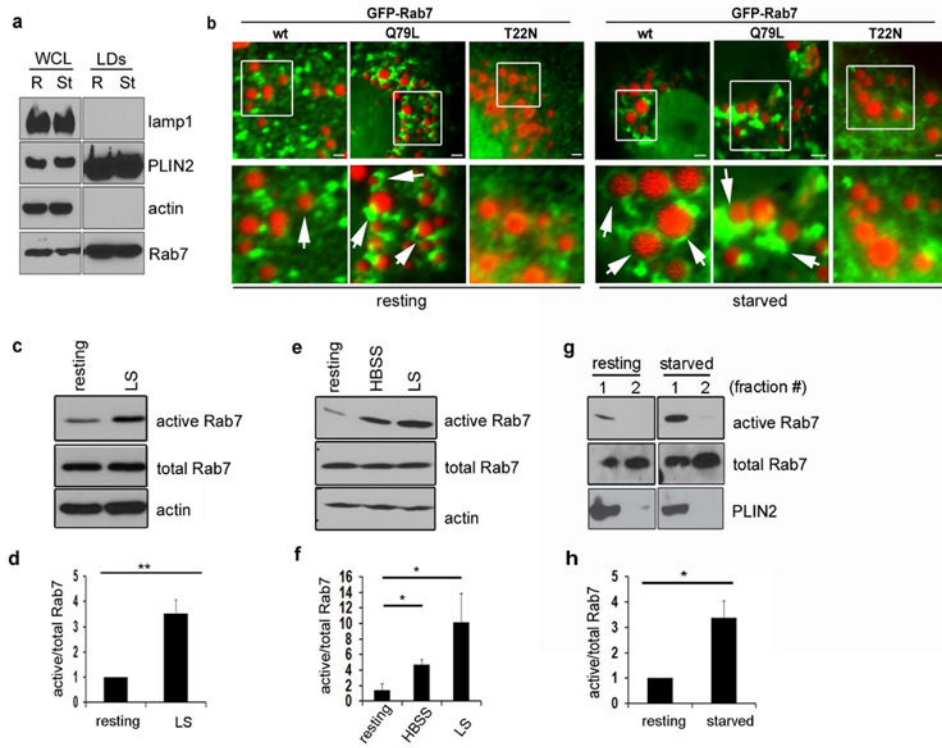 a
WCL LDs
R St R St
lamp1
PLIN2
actin
Rab7
b
GFP-Rab7
wt Q79L T22N
resting
GFP-Rab7
wt Q79L T22N
starved
c
resting LS
active Rab7
total Rab7
actin
d
**
active/total Rab7
5
4
3
2
1
0
resting LS
e
resting HBSS LS
active Rab7
total Rab7
actin
f
*
*
active/total Rab7
16
14
12
10
8
6
4
2
0
resting HBSS LS
g
resting starved
1 2 1 2 (fraction #)
active Rab7
total Rab7
PLIN2
h
*
active/total Rab7
5
4
3
2
1
0
resting starved